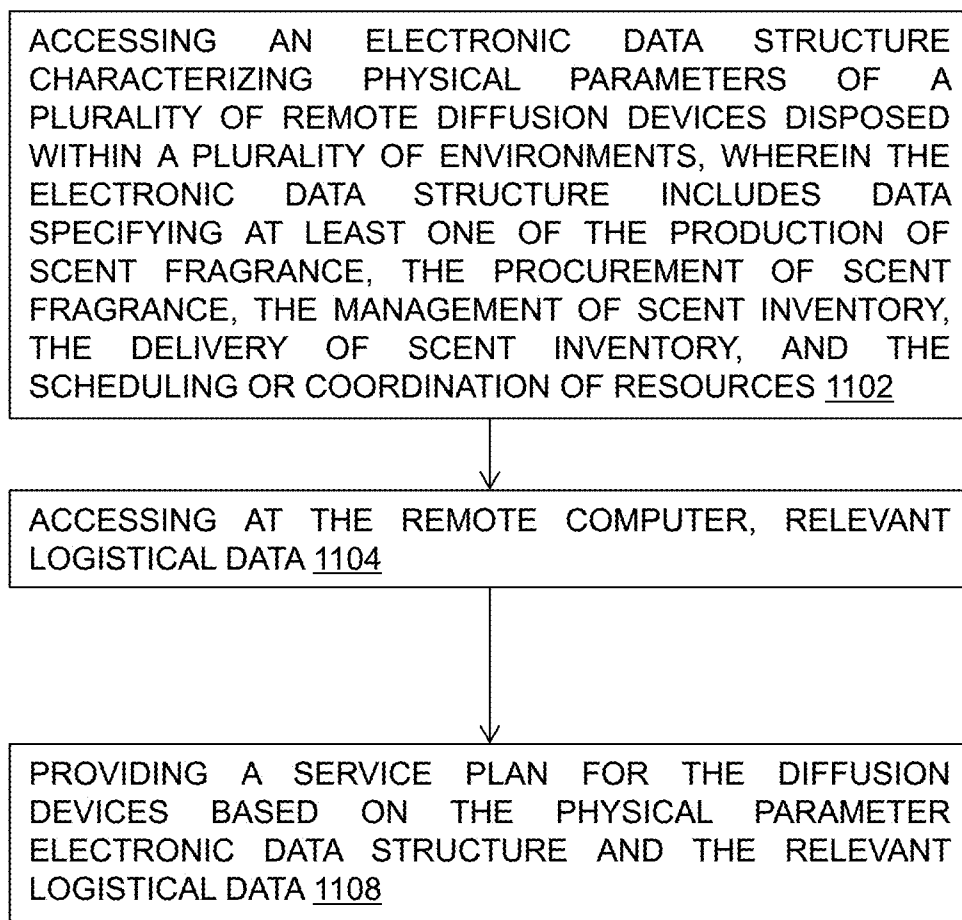 ACCESSING AN ELECTRONIC DATA STRUCTURE
CHARACTERIZING PHYSICAL PARAMETERS OF A
PLURALITY OF REMOTE DIFFUSION DEVICES DISPOSED
WITHIN A PLURALITY OF ENVIRONMENTS, WHEREIN THE
ELECTRONIC DATA STRUCTURE INCLUDES DATA
SPECIFYING AT LEAST ONE OF THE PRODUCTION OF
SCENT FRAGRANCE, THE PROCUREMENT OF SCENT
FRAGRANCE, THE MANAGEMENT OF SCENT INVENTORY,
THE DELIVERY OF SCENT INVENTORY, AND THE
SCHEDULING OR COORDINATION OF RESOURCES 1102
ACCESSING AT THE REMOTE COMPUTER, RELEVANT
LOGISTICAL DATA 1104
PROVIDING A SERVICE PLAN FOR THE DIFFUSION
DEVICES BASED ON THE PHYSICAL PARAMETER
ELECTRONIC DATA STRUCTURE AND THE RELEVANT
LOGISTICAL DATA 1108